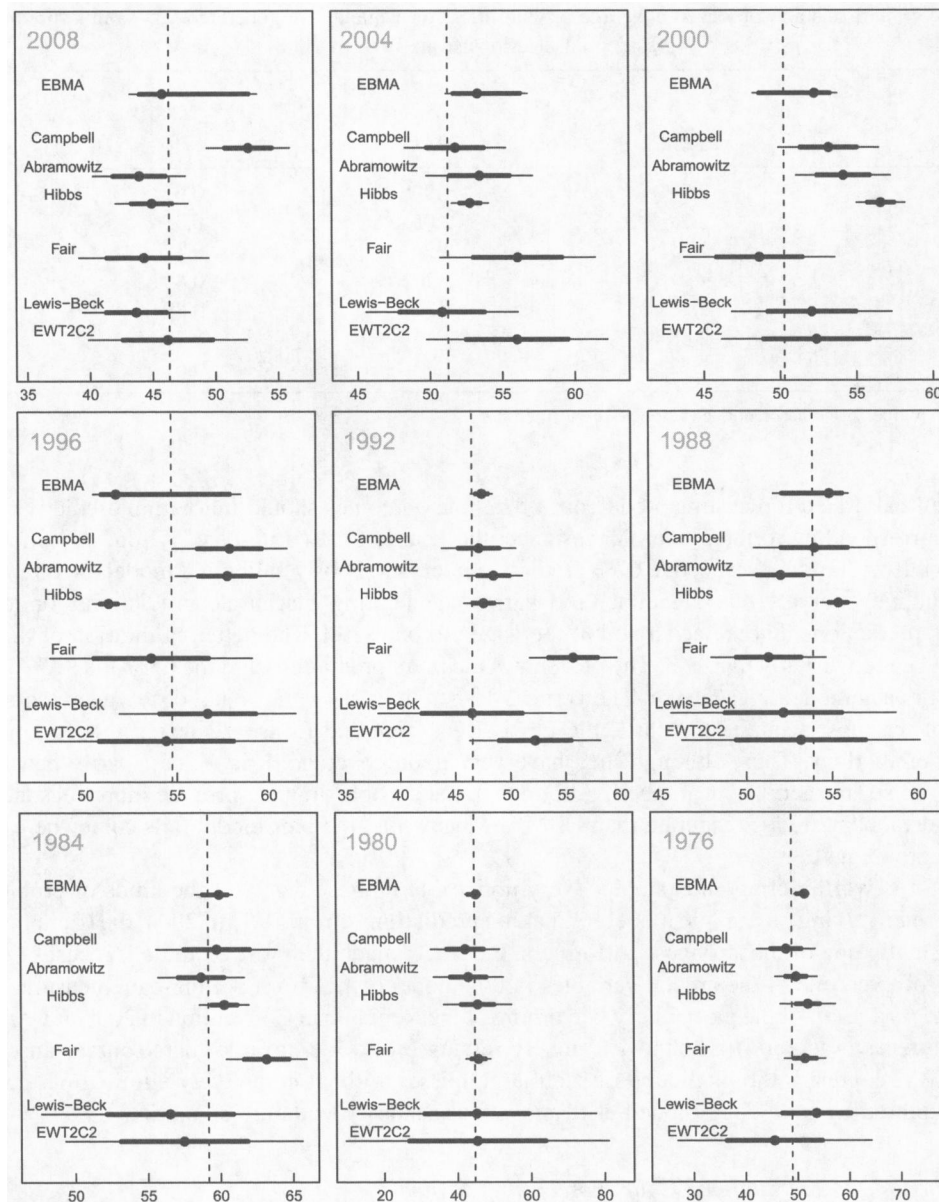 2008
EBMA
Campbell
Abramowitz
Hibbs
Fair
Lewis-Beck
EWT2C2
35 40 45 50 55
2004
EBMA
Campbell
Abramowitz
Hibbs
Fair
Lewis-Beck
EWT2C2
45 50 55 60
2000
EBMA
Campbell
Abramowitz
Hibbs
Fair
Lewis-Beck
EWT2C2
45 50 55 60
1996
EBMA
Campbell
Abramowitz
Hibbs
Fair
Lewis-Beck
EWT2C2
50 55 60
1992
EBMA
Campbell
Abramowitz
Hibbs
Fair
Lewis-Beck
EWT2C2
35 40 45 50 55 60
1988
EBMA
Campbell
Abramowitz
Hibbs
Fair
Lewis-Beck
EWT2C2
45 50 55 60
1984
EBMA
Campbell
Abramowitz
Hibbs
Fair
Lewis-Beck
EWT2C2
50 55 60 65
1980
EBMA
Campbell
Abramowitz
Hibbs
Fair
Lewis-Beck
EWT2C2
20 40 60 80
1976
EBMA
Campbell
Abramowitz
Hibbs
Fair
Lewis-Beck
EWT2C2
30 40 50 60 70